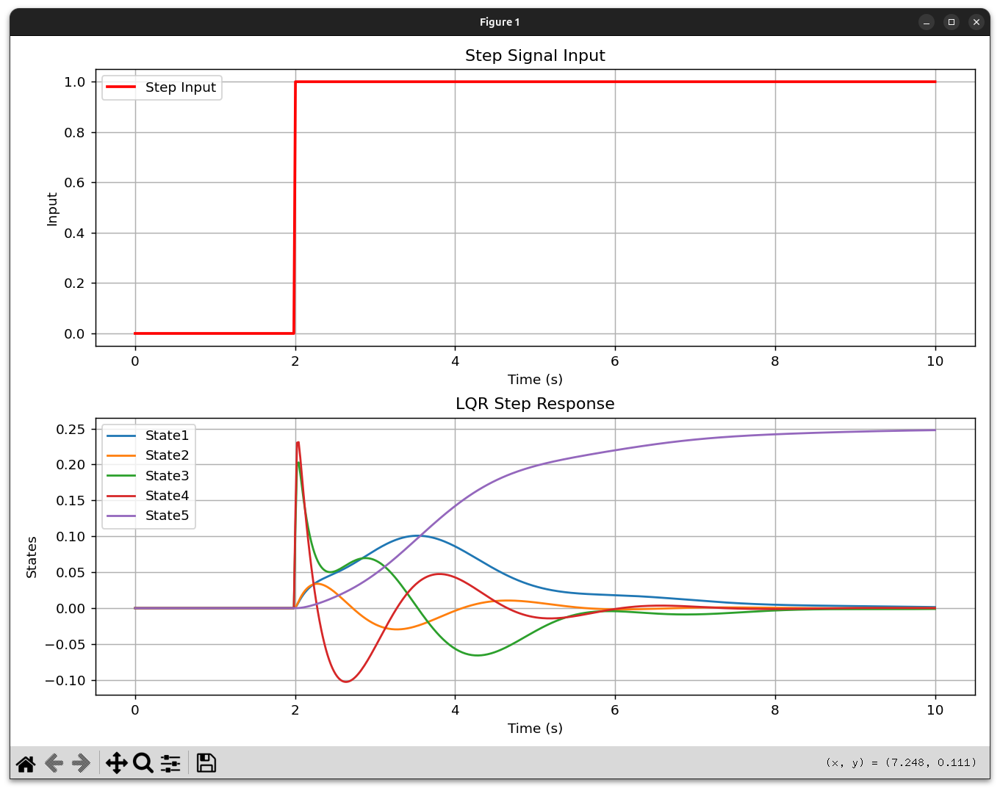 Figure 1
Step Signal Input
Step Input
1.0
0.8
0.6
0.4
0.2
0.0
Input
0 2 4 6 8 10
Time (s)
LQR Step Response
State1
State2
State3
State4
State5
0.25
0.20
0.15
0.10
0.05
0.00
−0.05
−0.10
States
0 2 4 6 8 10
Time (s)
(x, y) = (7.248, 0.111)